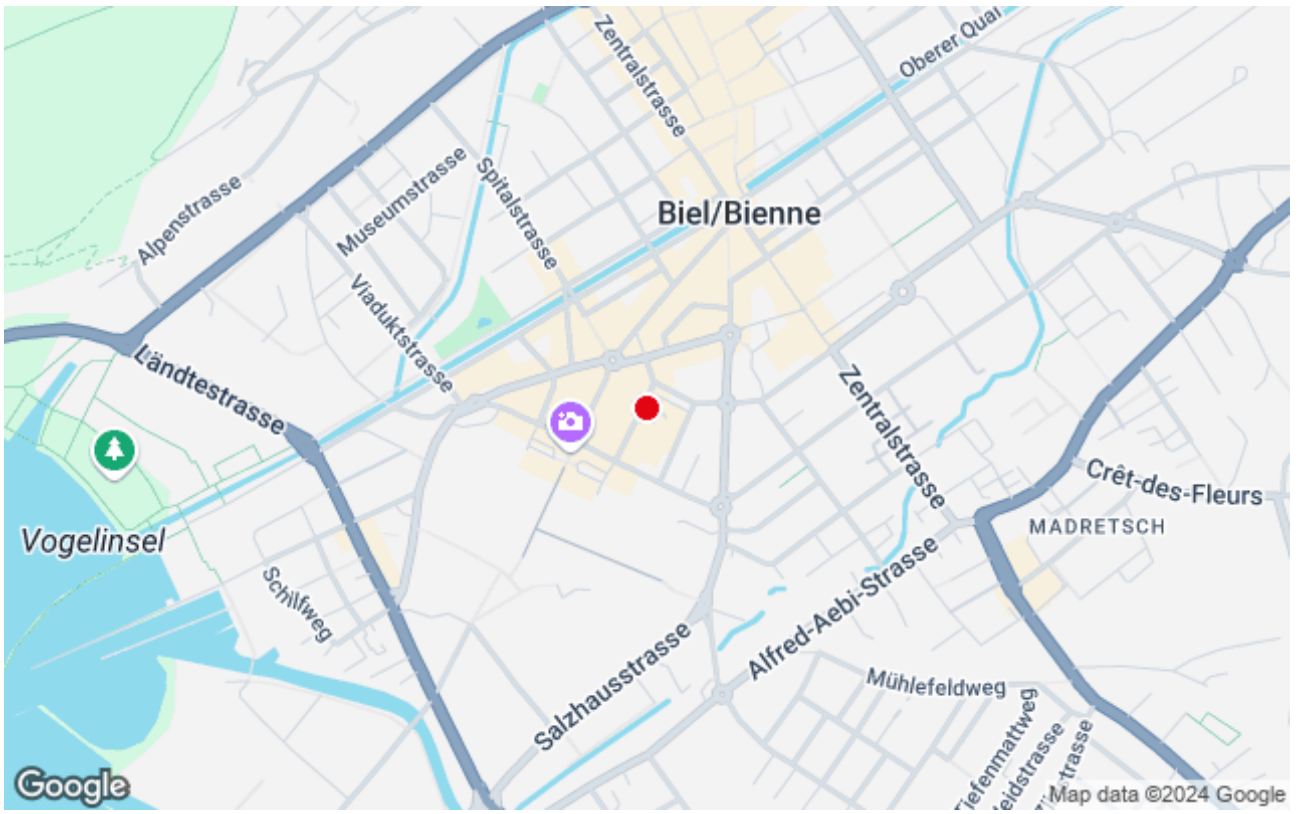 Oberer Quai
Zentralstrasse
Museumstrasse
Spitalstrasse
Alpenstrasse
Biel/Bienne
Viaduktstrasse
Ländtestrasse
Zentralstrasse
Crêt-des-Fleurs
MADRETSCH
Vogelinsel
Schilfweg
Alfred-Aebi-Strasse
Salzhausstrasse
Mühlefeldweg
Tiefenmattweg
Google
Map data ©2024 Google